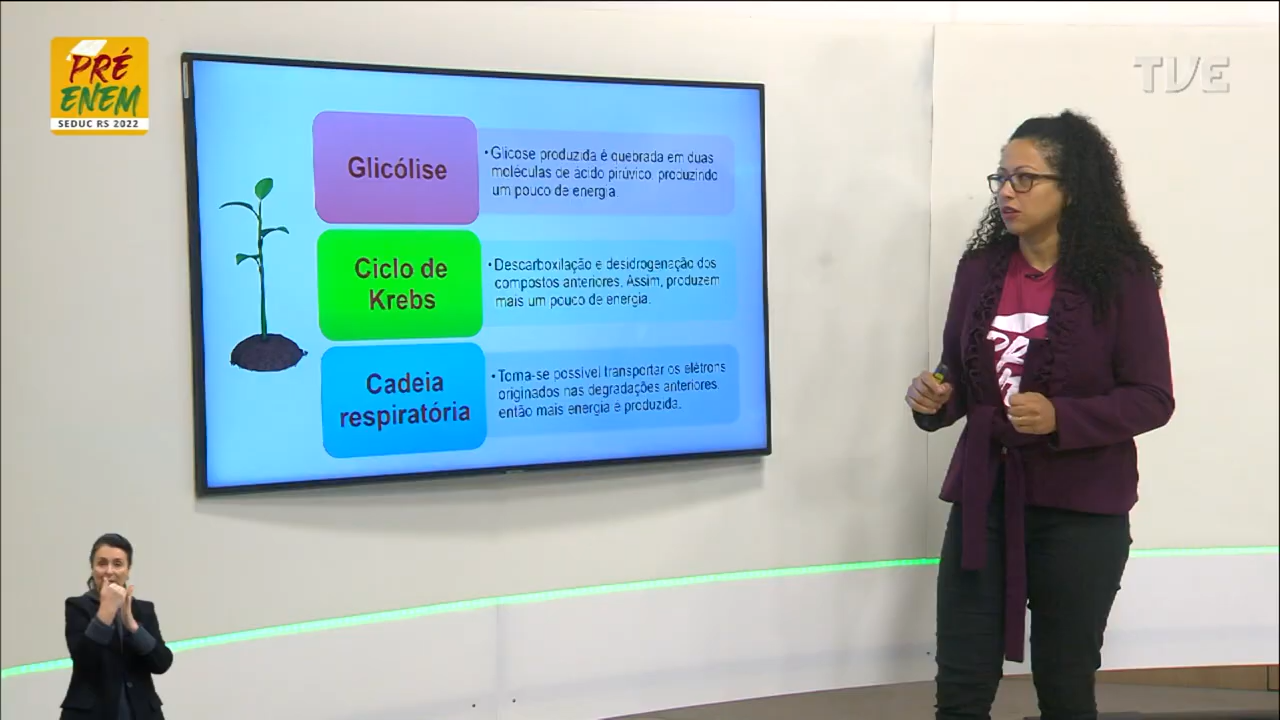 PRÉ
ENEM
SEDUC RS 2022
TVE
Glicólise
• Glicose produzida é quebrada em duas
moléculas de ácido pirúvico, produzindo
um pouco de energia.
Ciclo de
Krebs
• Descarboxilação e desidrogenação dos
compostos anteriores. Assim, produzem
mais um pouco de energia.
Cadeia
respiratória
• Torna-se possível transportar os elétrons
originados nas degradações anteriores,
então mais energia é produzida.